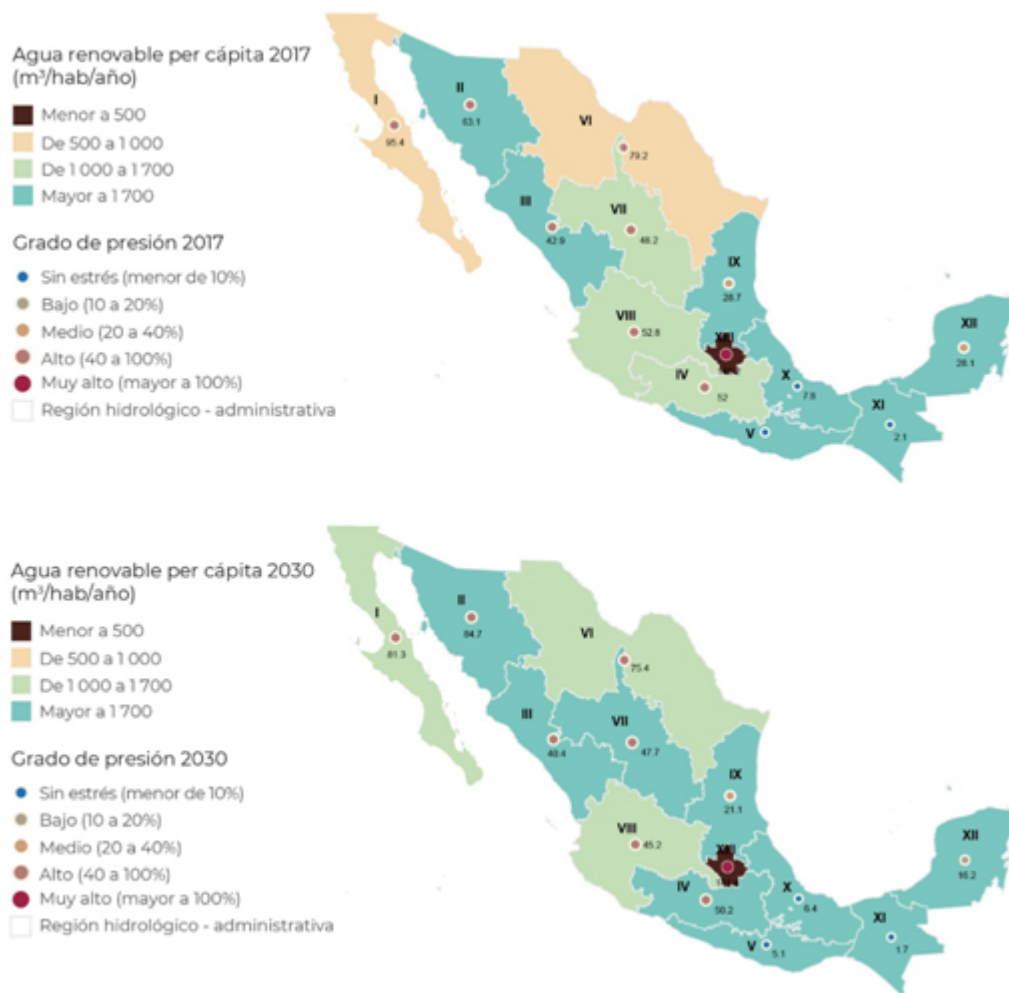 Agua renovable per cápita 2017
(m³/hab/año)
Menor a 500
De 500 a 1 000
De 1 000 a 1 700
Mayor a 1 700
Grado de presión 2017
Sin estrés (menor de 10%)
Bajo (10 a 20%)
Medio (20 a 40%)
Alto (40 a 100%)
Muy alto (mayor a 100%)
Región hidrológico - administrativa
I
95.4
II
63.1
III
42.9
VI
79.2
VII
48.2
VIII
52.8
IX
28.7
IV
52
X
7.8
V
XI
2.1
XII
28.1
Agua renovable per cápita 2030
(m³/hab/año)
Menor a 500
De 500 a 1 000
De 1 000 a 1 700
Mayor a 1 700
Grado de presión 2030
Sin estrés (menor de 10%)
Bajo (10 a 20%)
Medio (20 a 40%)
Alto (40 a 100%)
Muy alto (mayor a 100%)
Región hidrológico - administrativa
I
81.3
II
84.7
III
VI
75.4
VII
47.7
VIII
45.2
IX
21.1
IV
50.2
X
6.4
V
5.1
XI
1.7
XII
16.2